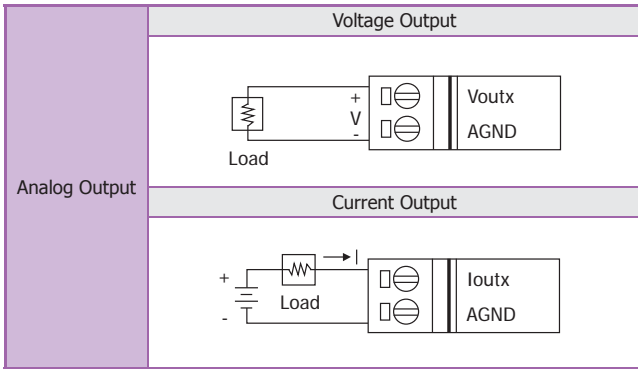 Analog Output
Voltage Output
+
V
-
Load
Voutx
AGND
Current Output
+
-
Load
I
Ioutx
AGND